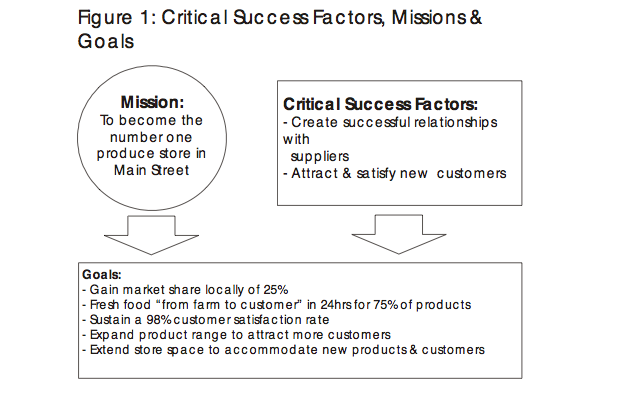 Figure 1: Critical Success Factors, Missions &
Goals
Mission:
To become the
number one
produce store in
Main Street
Critical Success Factors:
- Create successful relationships
with
suppliers
- Attract & satisfy new customers
Goals:
- Gain market share locally of 25%
- Fresh food “from farm to customer” in 24hrs for 75% of products
- Sustain a 98% customer satisfaction rate
- Expand product range to attract more customers
- Extend store space to accommodate new products & customers